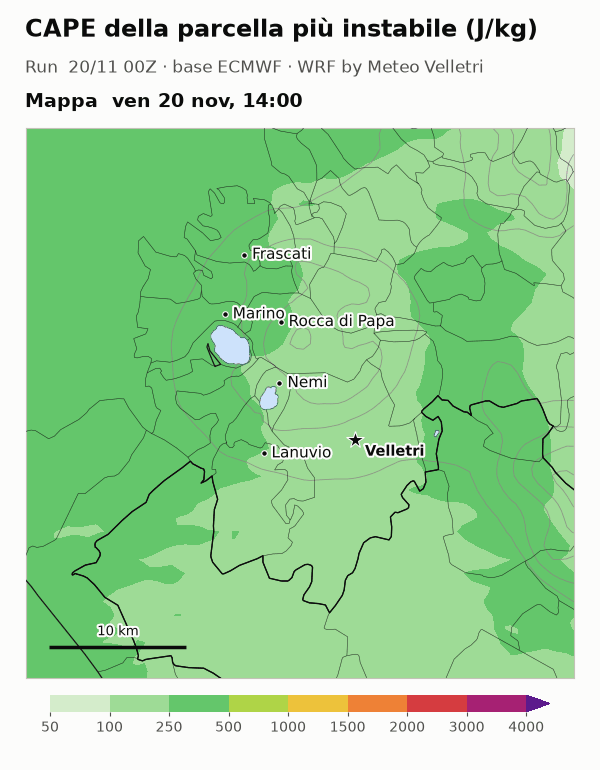 CAPE della parcella più instabile (J/kg)
Run  20/11 00Z · base ECMWF · WRF by Meteo Velletri
Mappa  ven 20 nov, 14:00
Frascati
Marino
Rocca di Papa
Nemi
Velletri
Lanuvio
10 km
50 100 250 500 1000 1500 2000 3000 4000